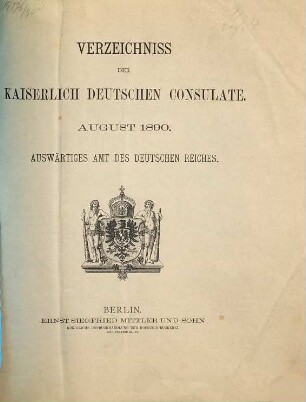 VERZEICHNISS
DER
KAISERLICH DEUTSCHEN CONSULATE.
AUGUST 1890.
AUSWÄRTIGES AMT DES DEUTSCHEN REICHES.
BERLIN.
ERNST SIEGFRIED MITTLER UND SOHN